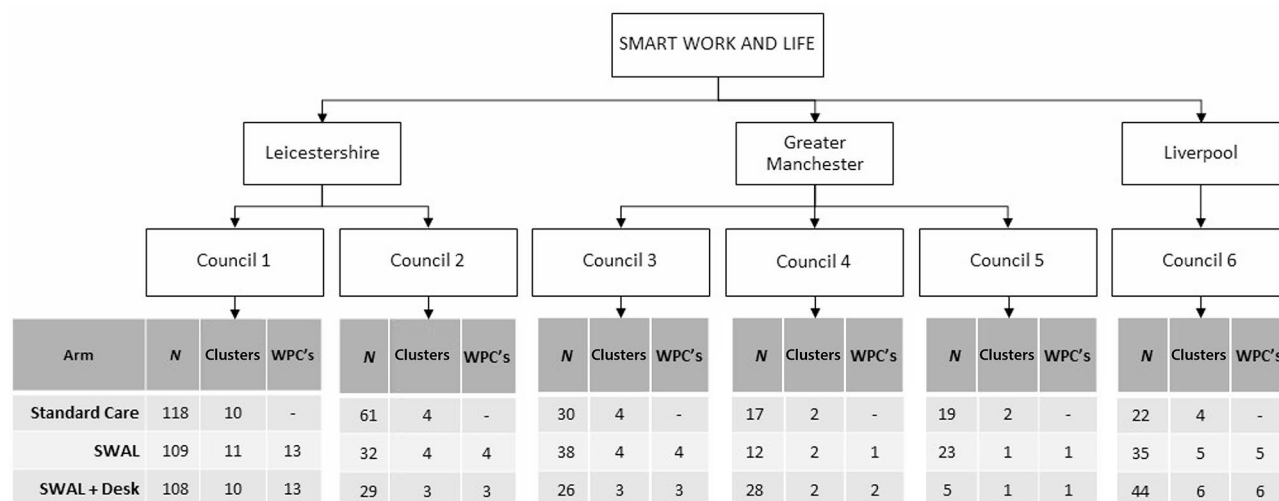 SMART WORK AND LIFE
Leicestershire
Greater
Manchester
Liverpool
Council 1 Council 2 Council 3 Council 4 Council 5 Council 6
Arm N Clusters WPC's N Clusters WPC's N Clusters WPC's N Clusters WPC's N Clusters WPC's N Clusters WPC's
Standard Care 118 10 - 61 4 - 30 4 - 17 2 - 19 2 - 22 4 -
SWAL 109 11 13 32 4 4 38 4 4 12 2 1 23 1 1 35 5 5
SWAL + Desk 108 10 13 29 3 3 26 3 3 28 2 2 5 1 1 44 6 6